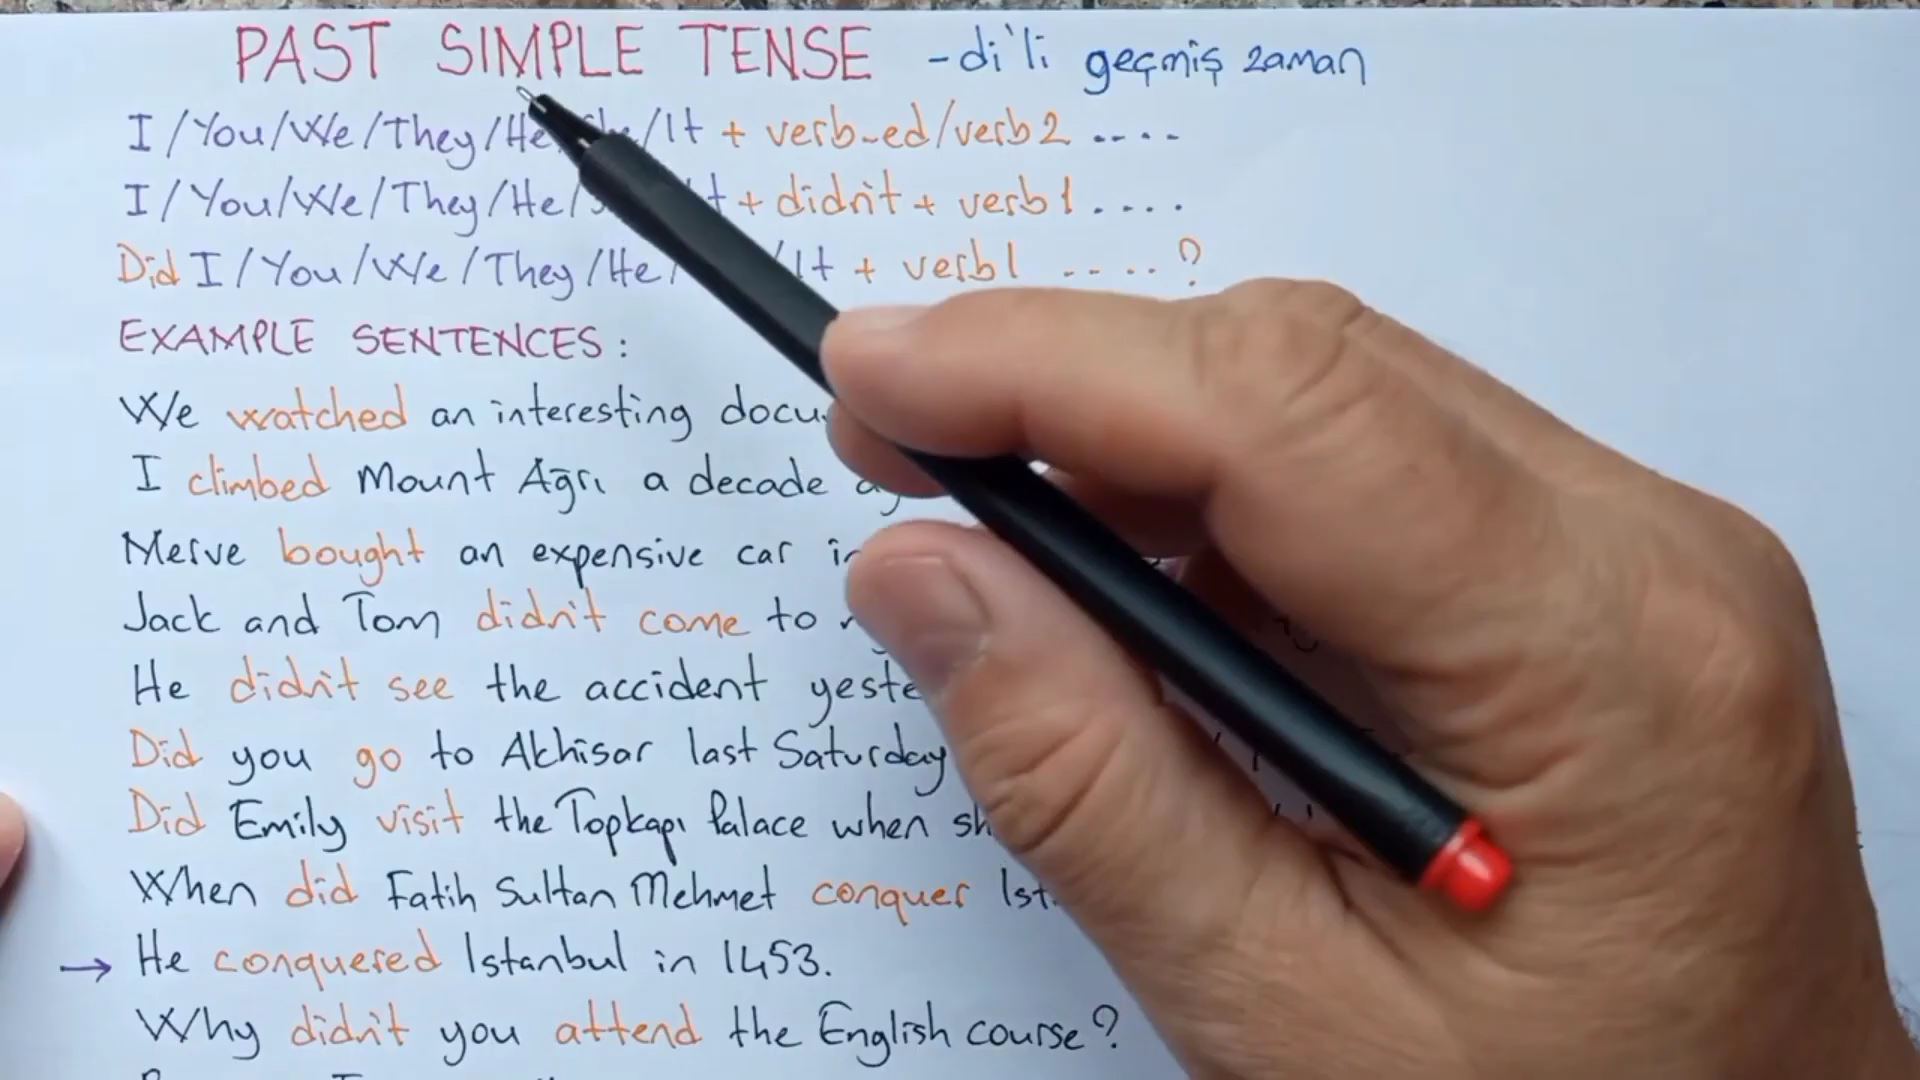 PAST SIMPLE TENSE -di'li geçmiş zaman
I/You/We/They/He/She/It + verb-ed/verb2 ....
I/You/We/They/He/ + didn't + verb1 ....
Did I/You/We/They/He/ /It + verb1 ....?
EXAMPLE SENTENCES:
We watched an interesting
I climbed Mount Ağrı a decade
Merve bought an expensive car
Jack and Tom didn't come to
He didn't see the accident
Did you go to Akhisar last Saturday
Did Emily visit the Topkapı Palace when
When did Fatih Sultan Mehmet conquer
→ He conquered Istanbul in 1453.
Why didn't you attend the English course?